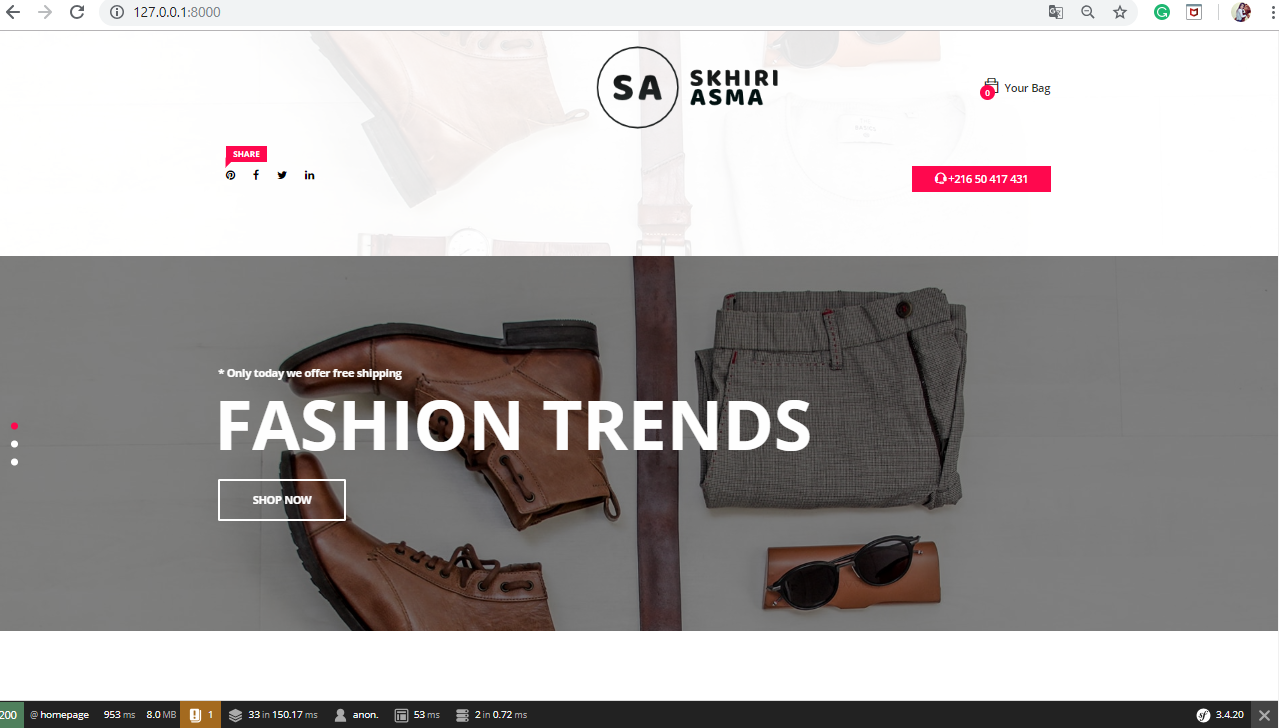 127.0.0.1:8000
SA
SKHIRI
ASMA
0 Your Bag
SHARE
+216 50 417 431
* Only today we offer free shipping
FASHION TRENDS
SHOP NOW
200 @ homepage 953 ms 8.0 MB 1 33 in 150.17 ms anon. 53 ms 2 in 0.72 ms sf 3.4.20